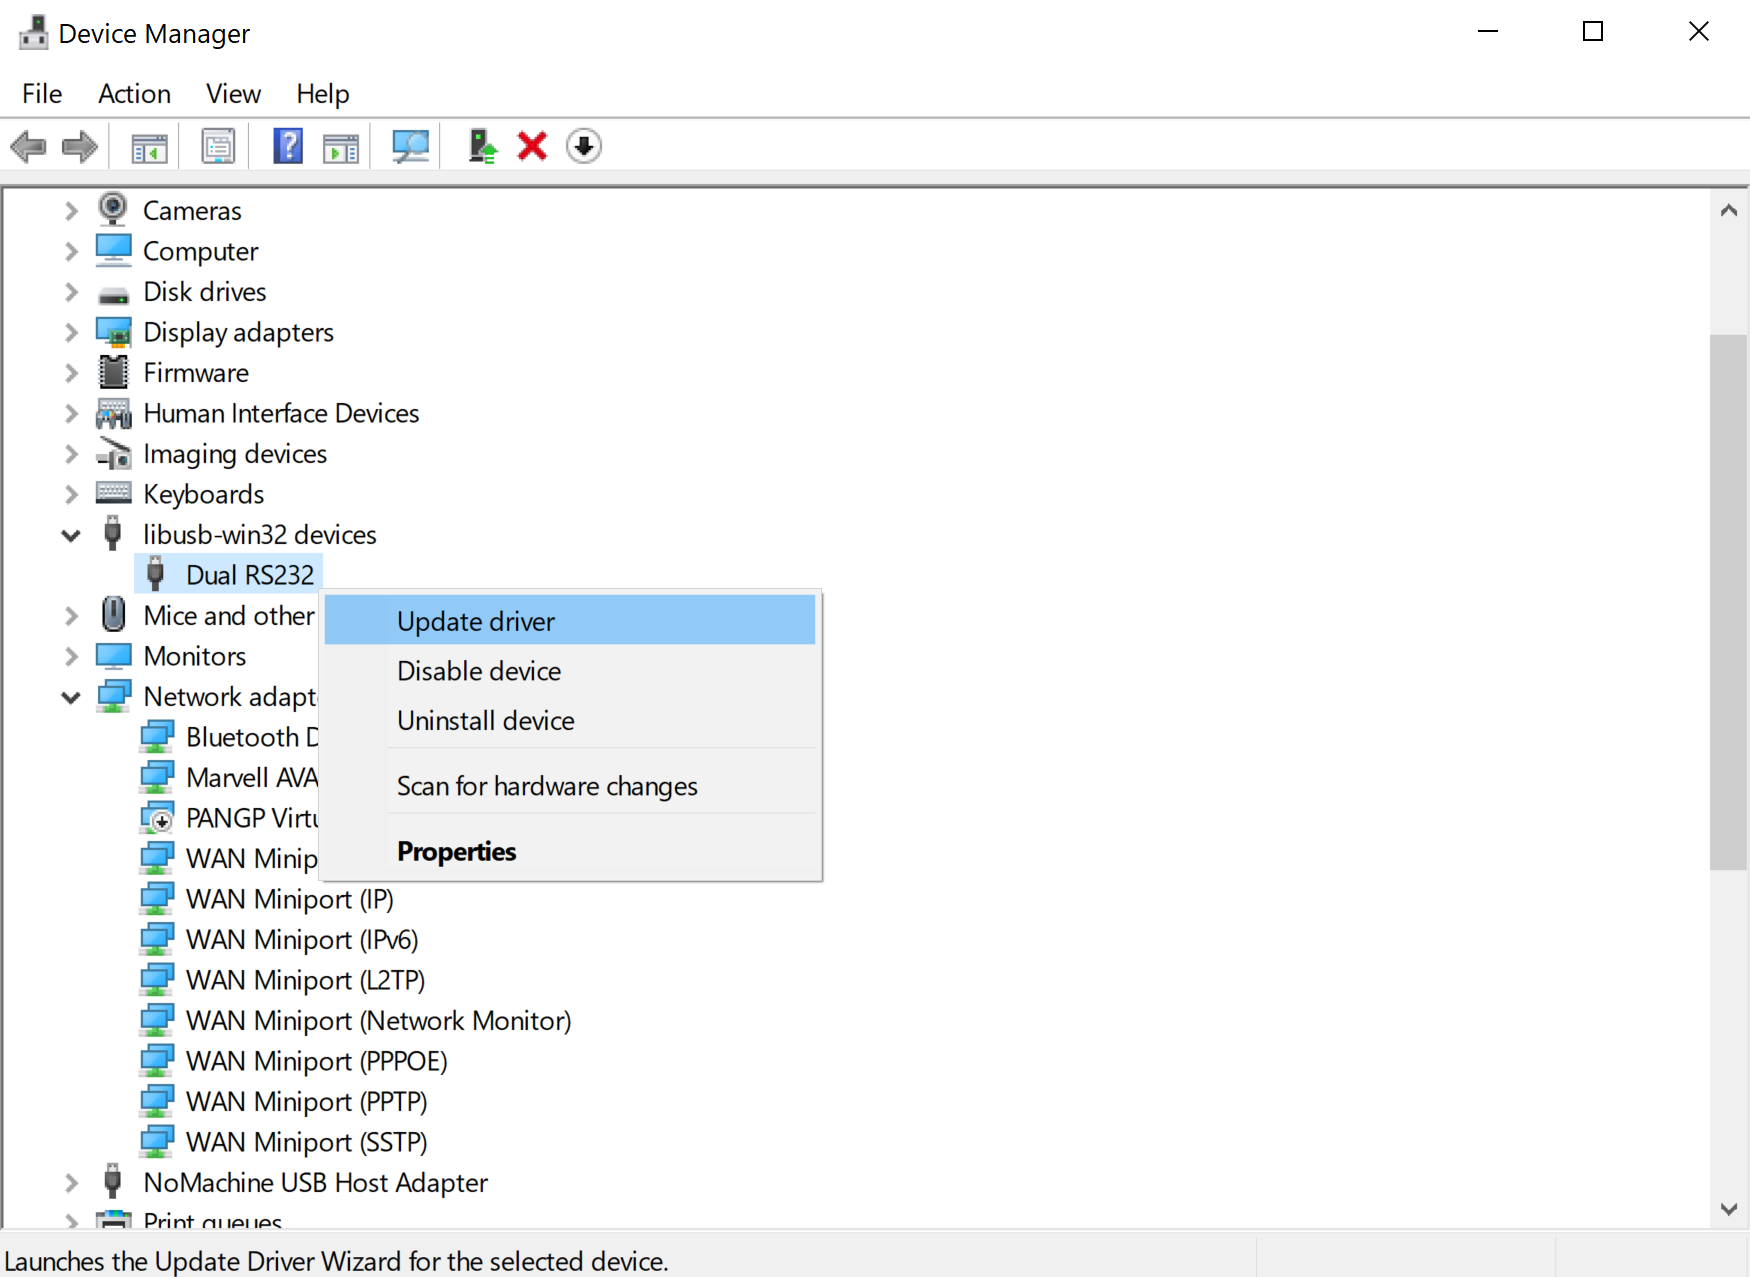 Device Manager
File Action View Help
Cameras
Computer
Disk drives
Display adapters
Firmware
Human Interface Devices
Imaging devices
Keyboards
libusb-win32 devices
Dual RS232
Mice and other
Update driver
Disable device
Uninstall device
Scan for hardware changes
Properties
Monitors
Network adapt
Bluetooth D
Marvell AVA
PANGP Virtu
WAN Minip
WAN Miniport (IP)
WAN Miniport (IPv6)
WAN Miniport (L2TP)
WAN Miniport (Network Monitor)
WAN Miniport (PPPOE)
WAN Miniport (PPTP)
WAN Miniport (SSTP)
NoMachine USB Host Adapter
Print queues
Launches the Update Driver Wizard for the selected device.